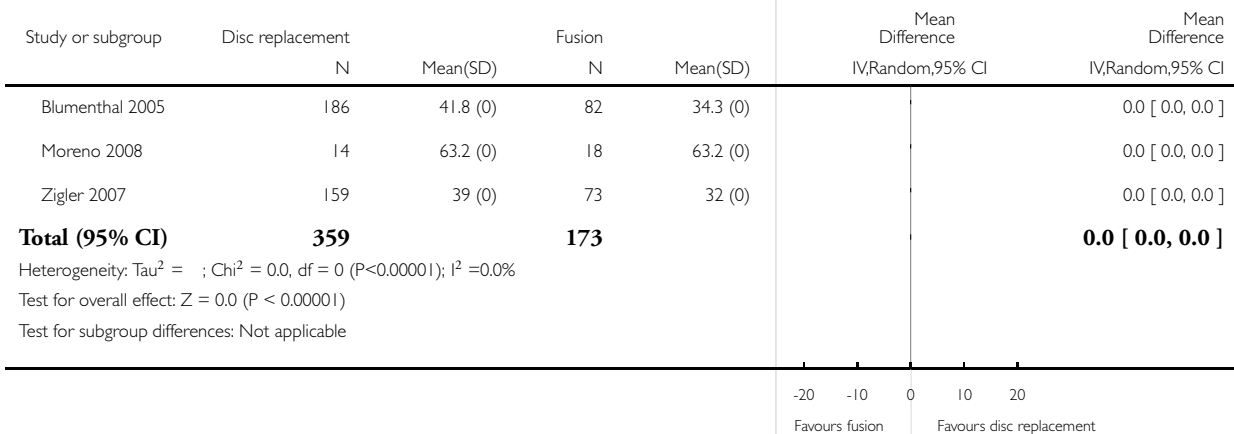 Study or subgroup Disc replacement Fusion Mean Difference Mean Difference
N Mean(SD) N Mean(SD) IV,Random,95% CI IV,Random,95% CI
Blumenthal 2005 186 41.8 (0) 82 34.3 (0) 0.0 [ 0.0, 0.0 ]
Moreno 2008 14 63.2 (0) 18 63.2 (0) 0.0 [ 0.0, 0.0 ]
Zigler 2007 159 39 (0) 73 32 (0) 0.0 [ 0.0, 0.0 ]
Total (95% CI) 359 173 0.0 [ 0.0, 0.0 ]
Heterogeneity: Tau² = ; Chi² = 0.0, df = 0 (P<0.00001); I² =0.0%
Test for overall effect: Z = 0.0 (P < 0.00001)
Test for subgroup differences: Not applicable
-20 -10 0 10 20
Favours fusion Favours disc replacement